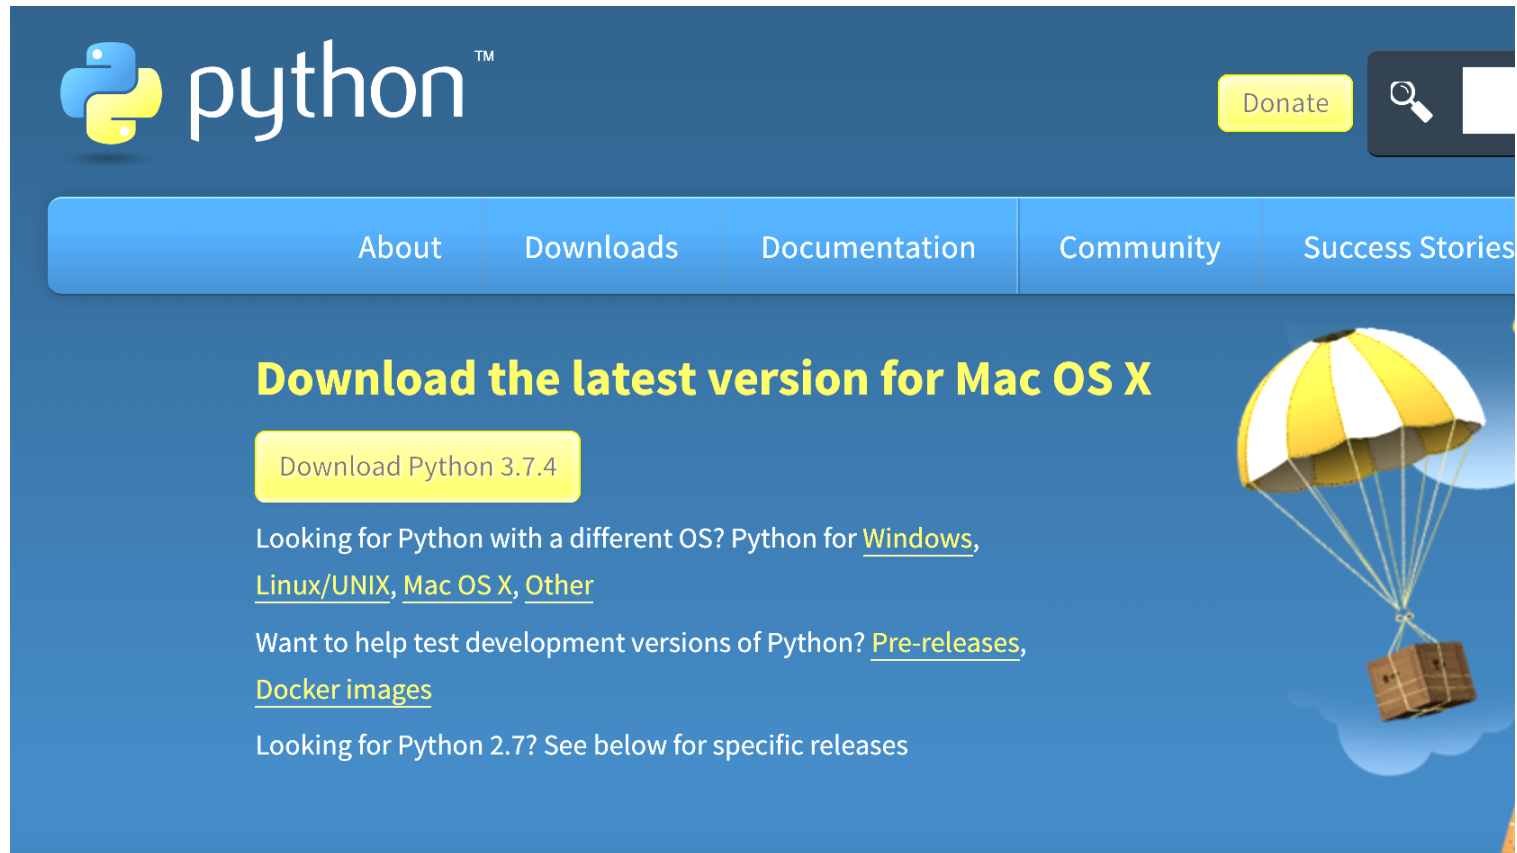 python™
Donate
About Downloads Documentation Community Success Stories
Download the latest version for Mac OS X
Download Python 3.7.4
Looking for Python with a different OS? Python for Windows,
Linux/UNIX, Mac OS X, Other
Want to help test development versions of Python? Pre-releases,
Docker images
Looking for Python 2.7? See below for specific releases